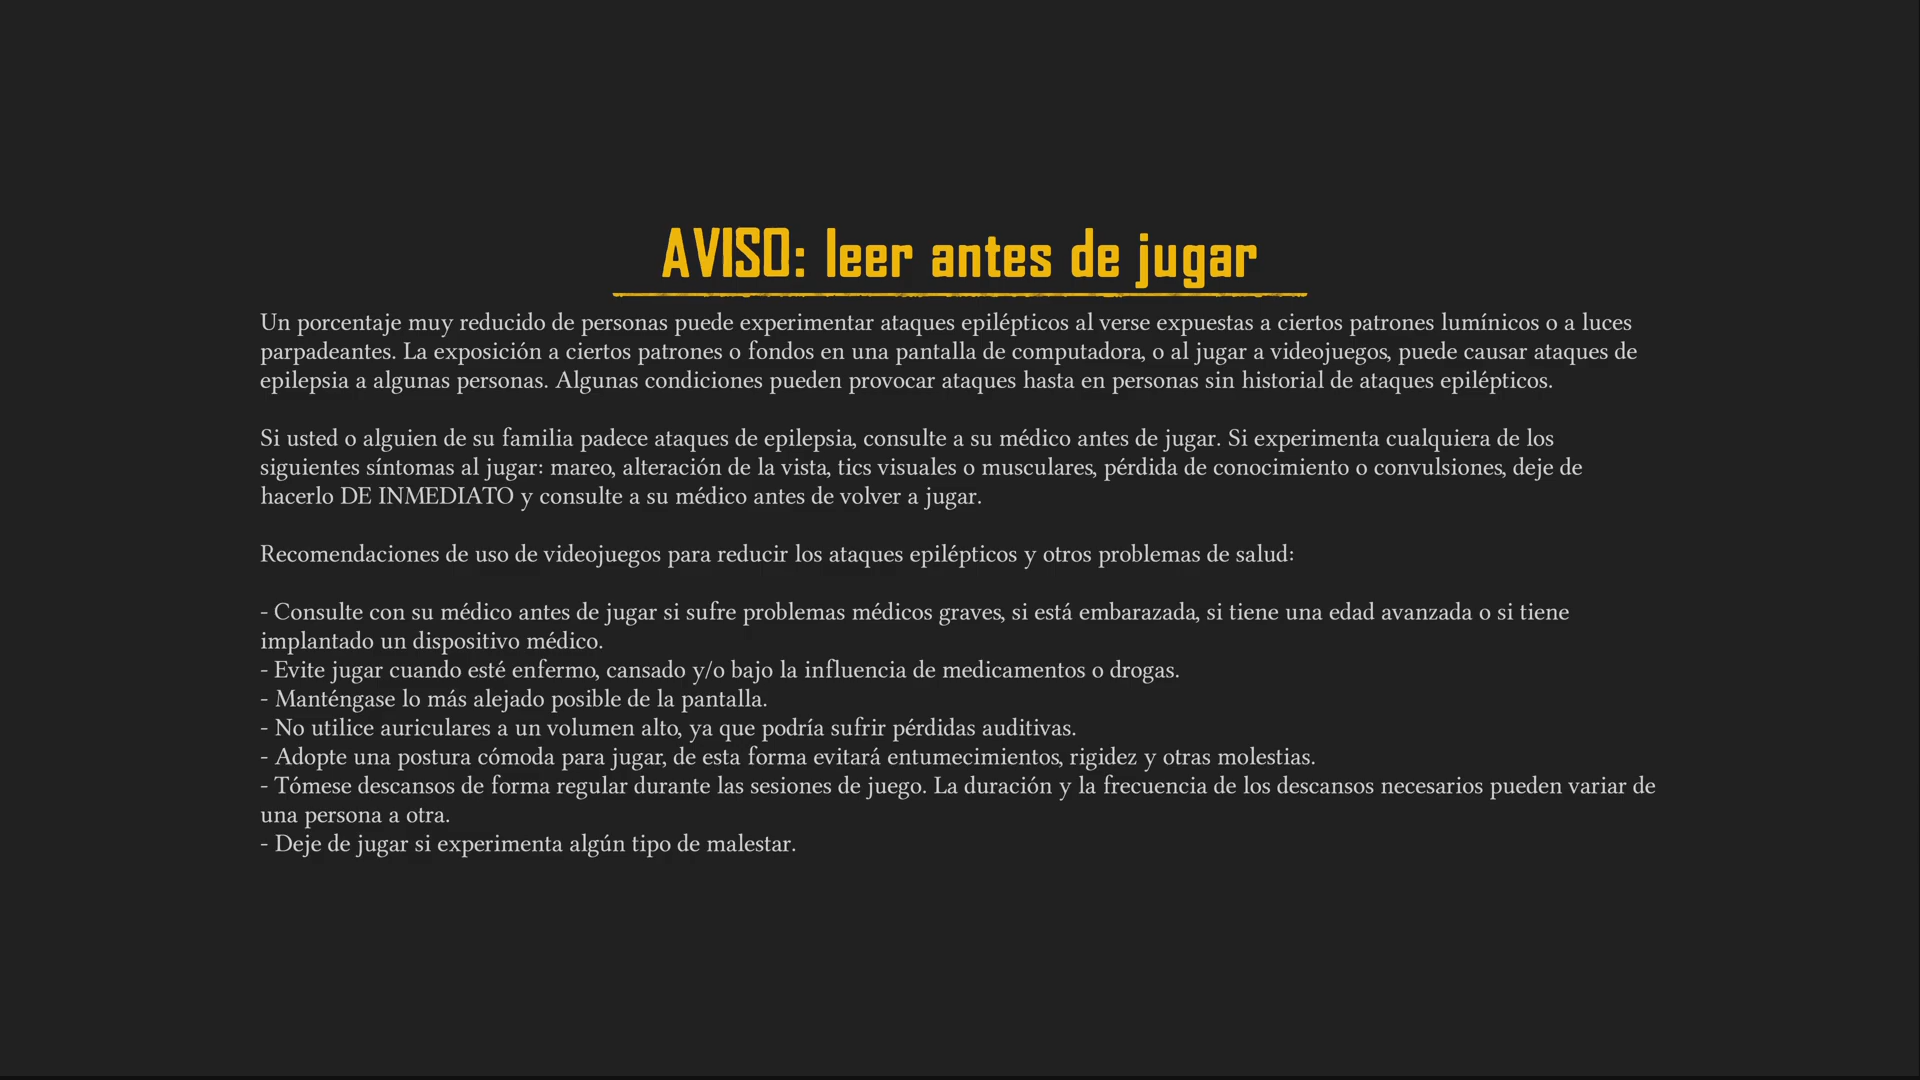 AVISO: leer antes de jugar
Un porcentaje muy reducido de personas puede experimentar ataques epilépticos al verse expuestas a ciertos patrones lumínicos o a luces
parpadeantes. La exposición a ciertos patrones o fondos en una pantalla de computadora, o al jugar a videojuegos, puede causar ataques de
epilepsia a algunas personas. Algunas condiciones pueden provocar ataques hasta en personas sin historial de ataques epilépticos.
Si usted o alguien de su familia padece ataques de epilepsia, consulte a su médico antes de jugar. Si experimenta cualquiera de los
siguientes síntomas al jugar: mareo, alteración de la vista, tics visuales o musculares, pérdida de conocimiento o convulsiones, deje de
hacerlo DE INMEDIATO y consulte a su médico antes de volver a jugar.
Recomendaciones de uso de videojuegos para reducir los ataques epilépticos y otros problemas de salud:
- Consulte con su médico antes de jugar si sufre problemas médicos graves, si está embarazada, si tiene una edad avanzada o si tiene
implantado un dispositivo médico.
- Evite jugar cuando esté enfermo, cansado y/o bajo la influencia de medicamentos o drogas.
- Manténgase lo más alejado posible de la pantalla.
- No utilice auriculares a un volumen alto, ya que podría sufrir pérdidas auditivas.
- Adopte una postura cómoda para jugar, de esta forma evitará entumecimientos, rigidez y otras molestias.
- Tómese descansos de forma regular durante las sesiones de juego. La duración y la frecuencia de los descansos necesarios pueden variar de
una persona a otra.
- Deje de jugar si experimenta algún tipo de malestar.